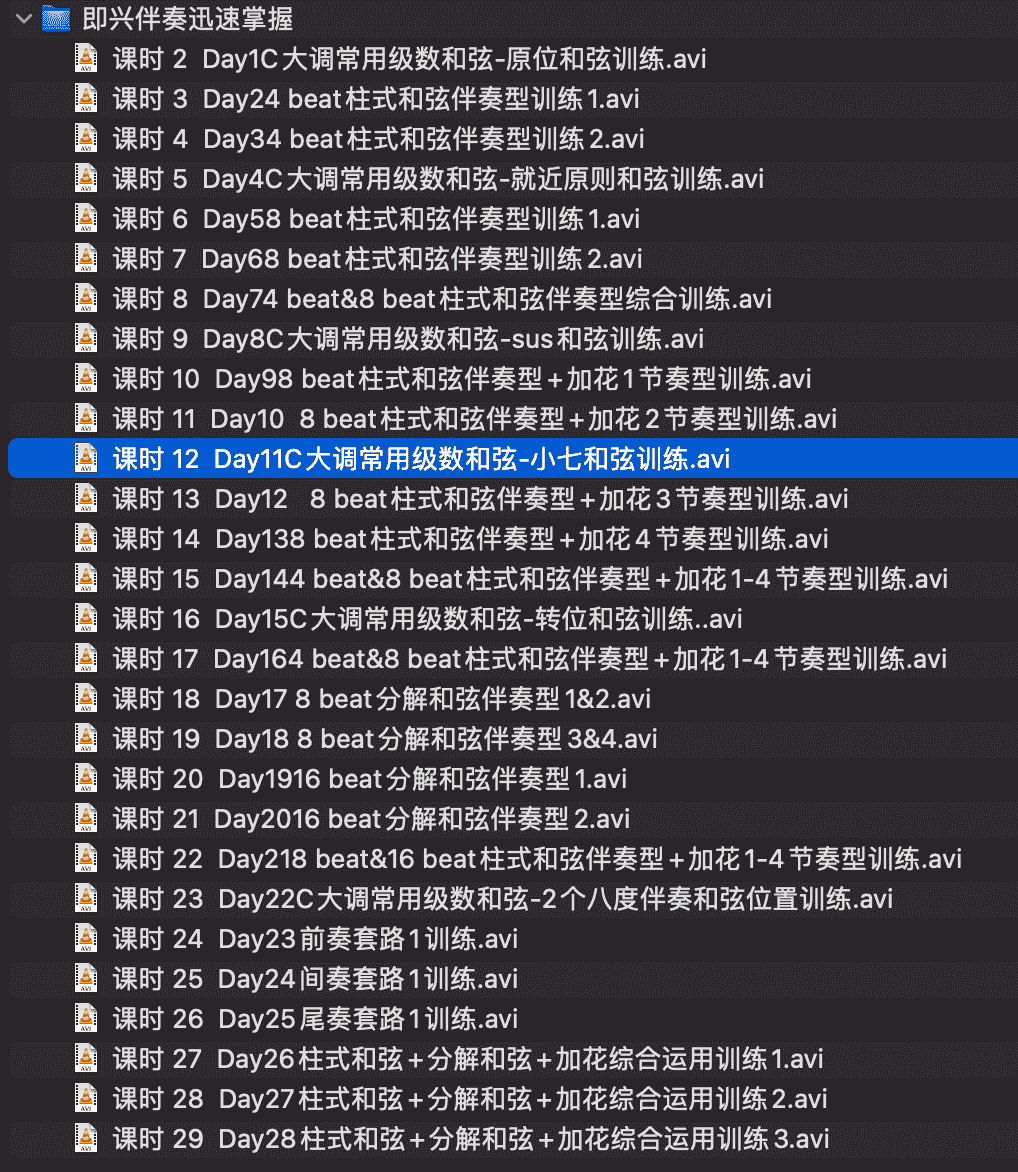 即兴伴奏迅速掌握
课时 2 Day1C大调常用级数和弦-原位和弦训练.avi
课时 3 Day24 beat柱式和弦伴奏型训练1.avi
课时 4 Day34 beat柱式和弦伴奏型训练2.avi
课时 5 Day4C大调常用级数和弦-就近原则和弦训练.avi
课时 6 Day58 beat柱式和弦伴奏型训练1.avi
课时 7 Day68 beat柱式和弦伴奏型训练2.avi
课时 8 Day74 beat&8 beat柱式和弦伴奏型综合训练.avi
课时 9 Day8C大调常用级数和弦-sus和弦训练.avi
课时 10 Day98 beat柱式和弦伴奏型+加花1节奏型训练.avi
课时 11 Day10 8 beat柱式和弦伴奏型+加花2节奏型训练.avi
课时 12 Day11C大调常用级数和弦-小七和弦训练.avi
课时 13 Day12 8 beat柱式和弦伴奏型+加花3节奏型训练.avi
课时 14 Day138 beat柱式和弦伴奏型+加花4节奏型训练.avi
课时 15 Day144 beat&8 beat柱式和弦伴奏型+加花1-4节奏型训练.avi
课时 16 Day15C大调常用级数和弦-转位和弦训练..avi
课时 17 Day164 beat&8 beat柱式和弦伴奏型+加花1-4节奏型训练.avi
课时 18 Day17 8 beat分解和弦伴奏型1&2.avi
课时 19 Day18 8 beat分解和弦伴奏型3&4.avi
课时 20 Day1916 beat分解和弦伴奏型1.avi
课时 21 Day2016 beat分解和弦伴奏型2.avi
课时 22 Day218 beat&16 beat柱式和弦伴奏型+加花1-4节奏型训练.avi
课时 23 Day22C大调常用级数和弦-2个八度伴奏和弦位置训练.avi
课时 24 Day23前奏套路1训练.avi
课时 25 Day24间奏套路1训练.avi
课时 26 Day25尾奏套路1训练.avi
课时 27 Day26柱式和弦+分解和弦+加花综合运用训练1.avi
课时 28 Day27柱式和弦+分解和弦+加花综合运用训练2.avi
课时 29 Day28柱式和弦+分解和弦+加花综合运用训练3.avi